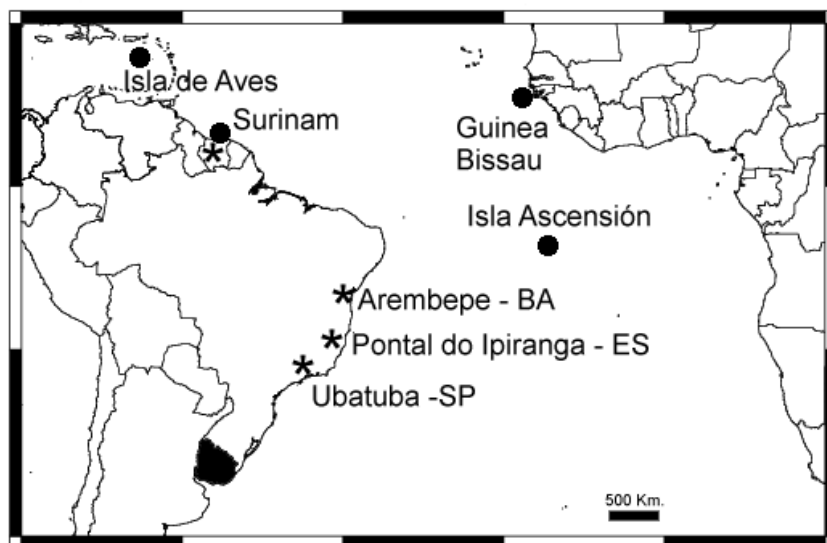 Isla de Aves
Surinam
Guinea
Bissau
Isla Ascensión
Arembepe - BA
Pontal do Ipiranga - ES
Ubatuba -SP
500 Km.